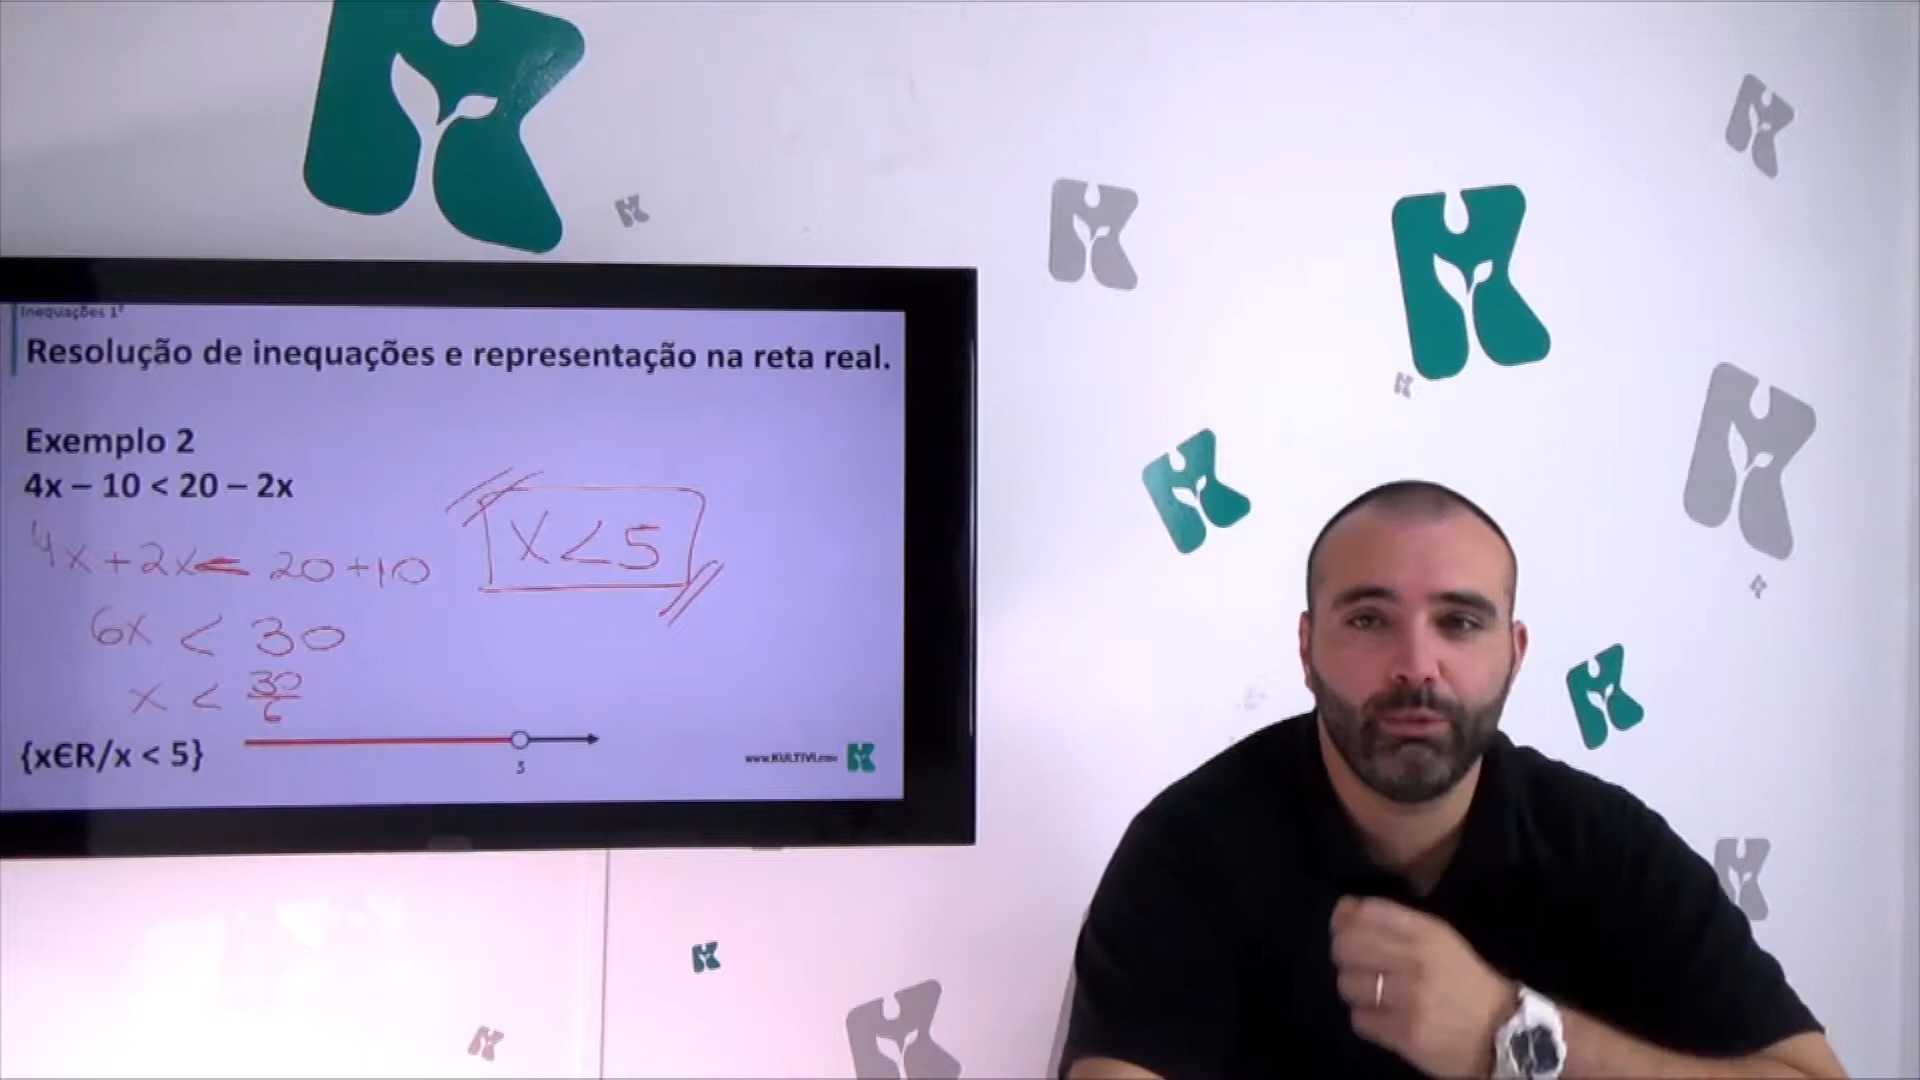 Inequações 1º
Resolução de inequações e representação na reta real.
Exemplo 2
4x – 10 < 20 – 2x
4x+2x < 20+10
6x < 30
x < 30/6
x<5
{xЄR/x < 5}
5
www.KULTIVI.com